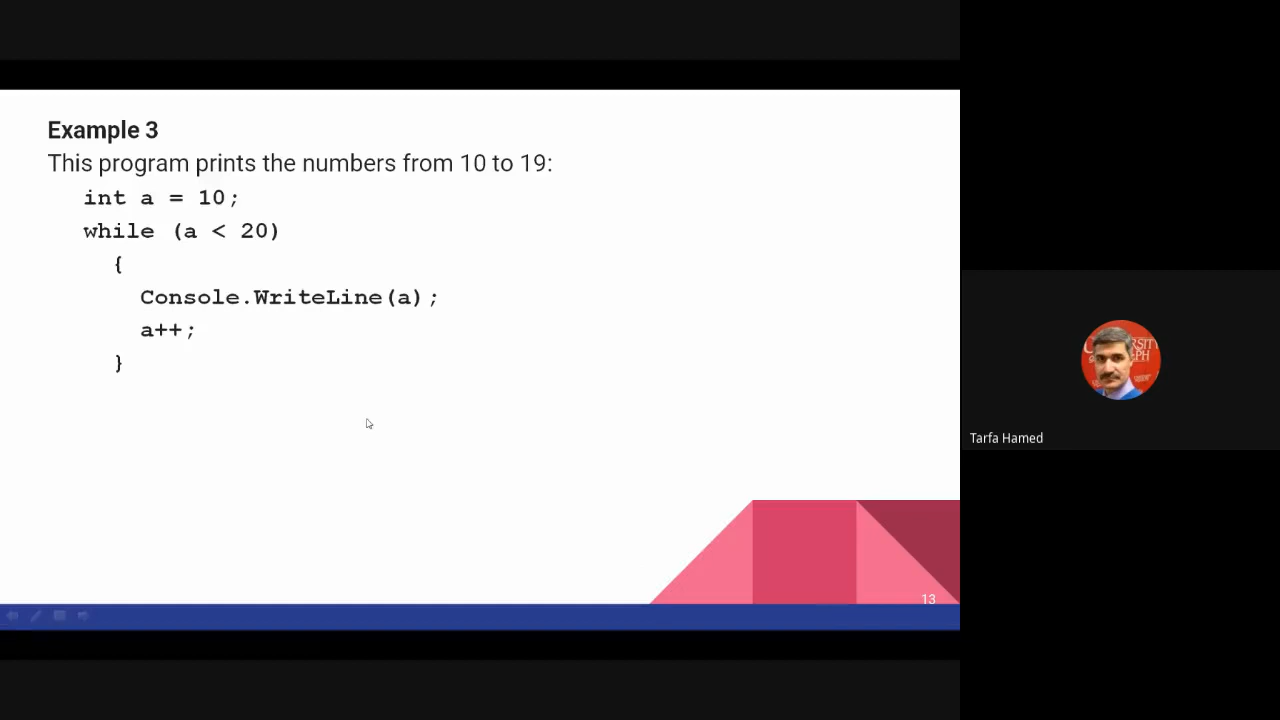 Example 3
This program prints the numbers from 10 to 19:
int a = 10;
while (a < 20)
{
Console.WriteLine(a);
a++;
}
13
Tarfa Hamed